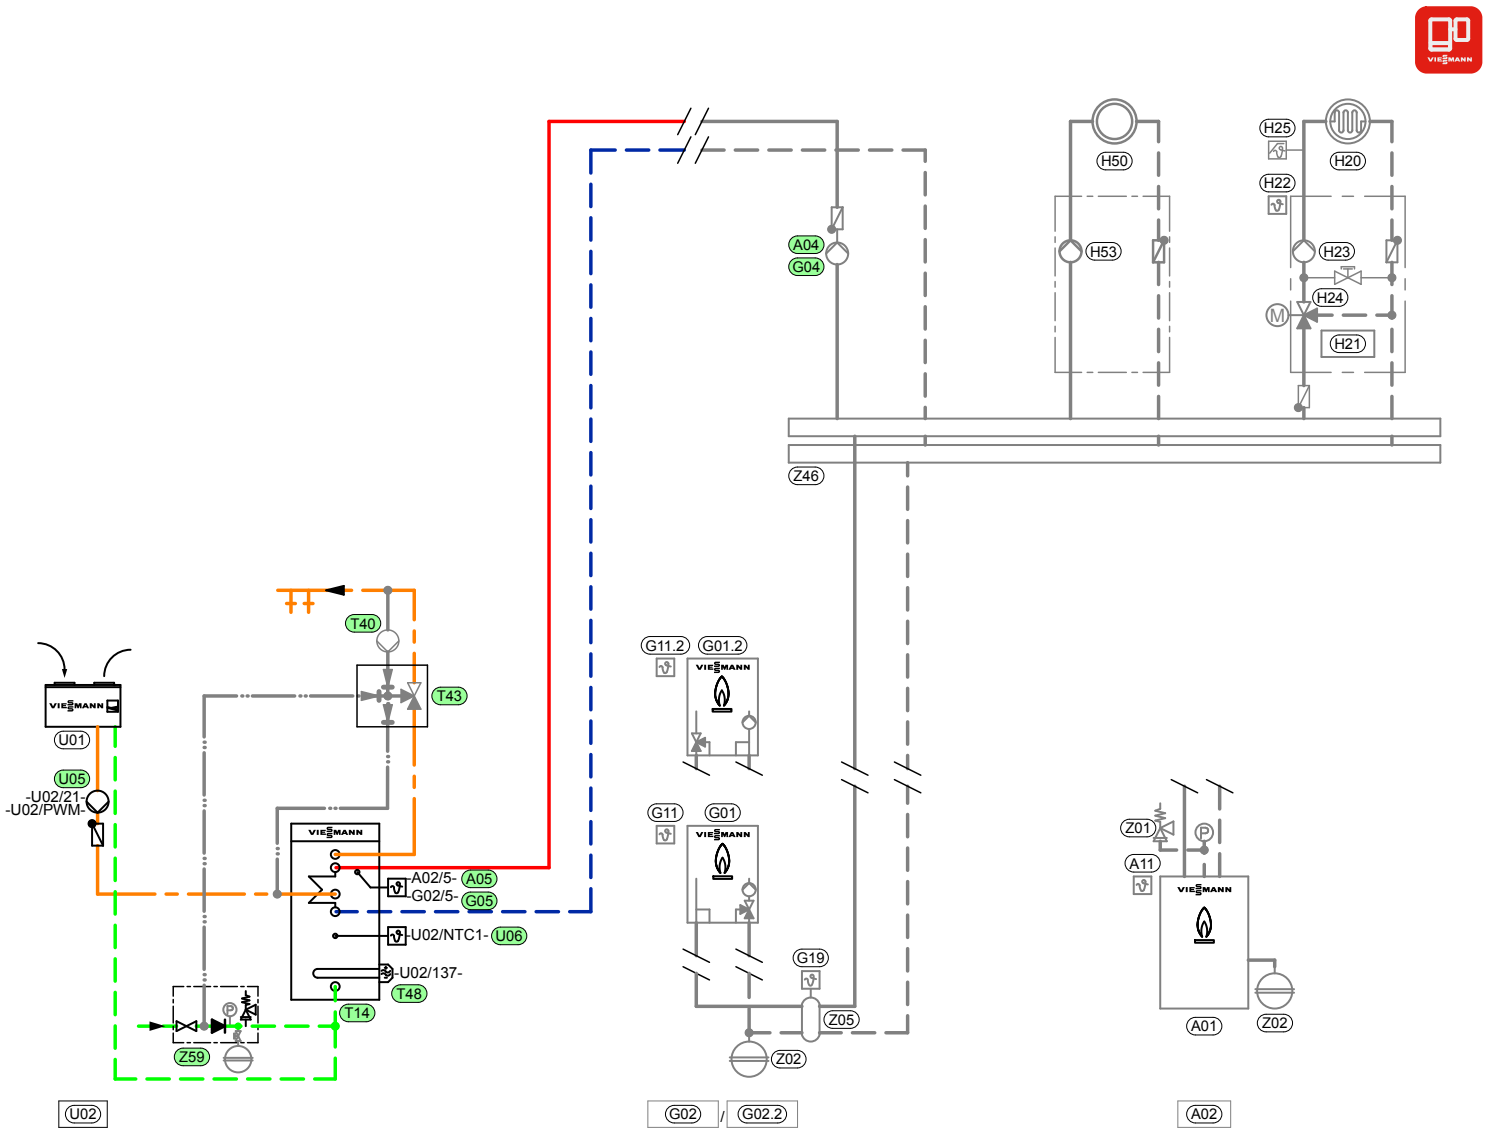 VIESMANN
H25
H20
H50
H22
A04
G04
H53
H23
H24
M
H21
Z46
T40
G11.2 G01.2
VIESMANN
T43
VIESMANN
U01
U05
-U02/21-
-U02/PWM-
G11 G01
VIESMANN
VIESMANN
Z01
P
A11
-A02/5- A05
-G02/5- G05
VIESMANN
-U02/NTC1- U06
G19
-U02/137-
T48
P
T14
Z05
A01
Z02
Z59
Z02
U02
G02 / G02.2
A02